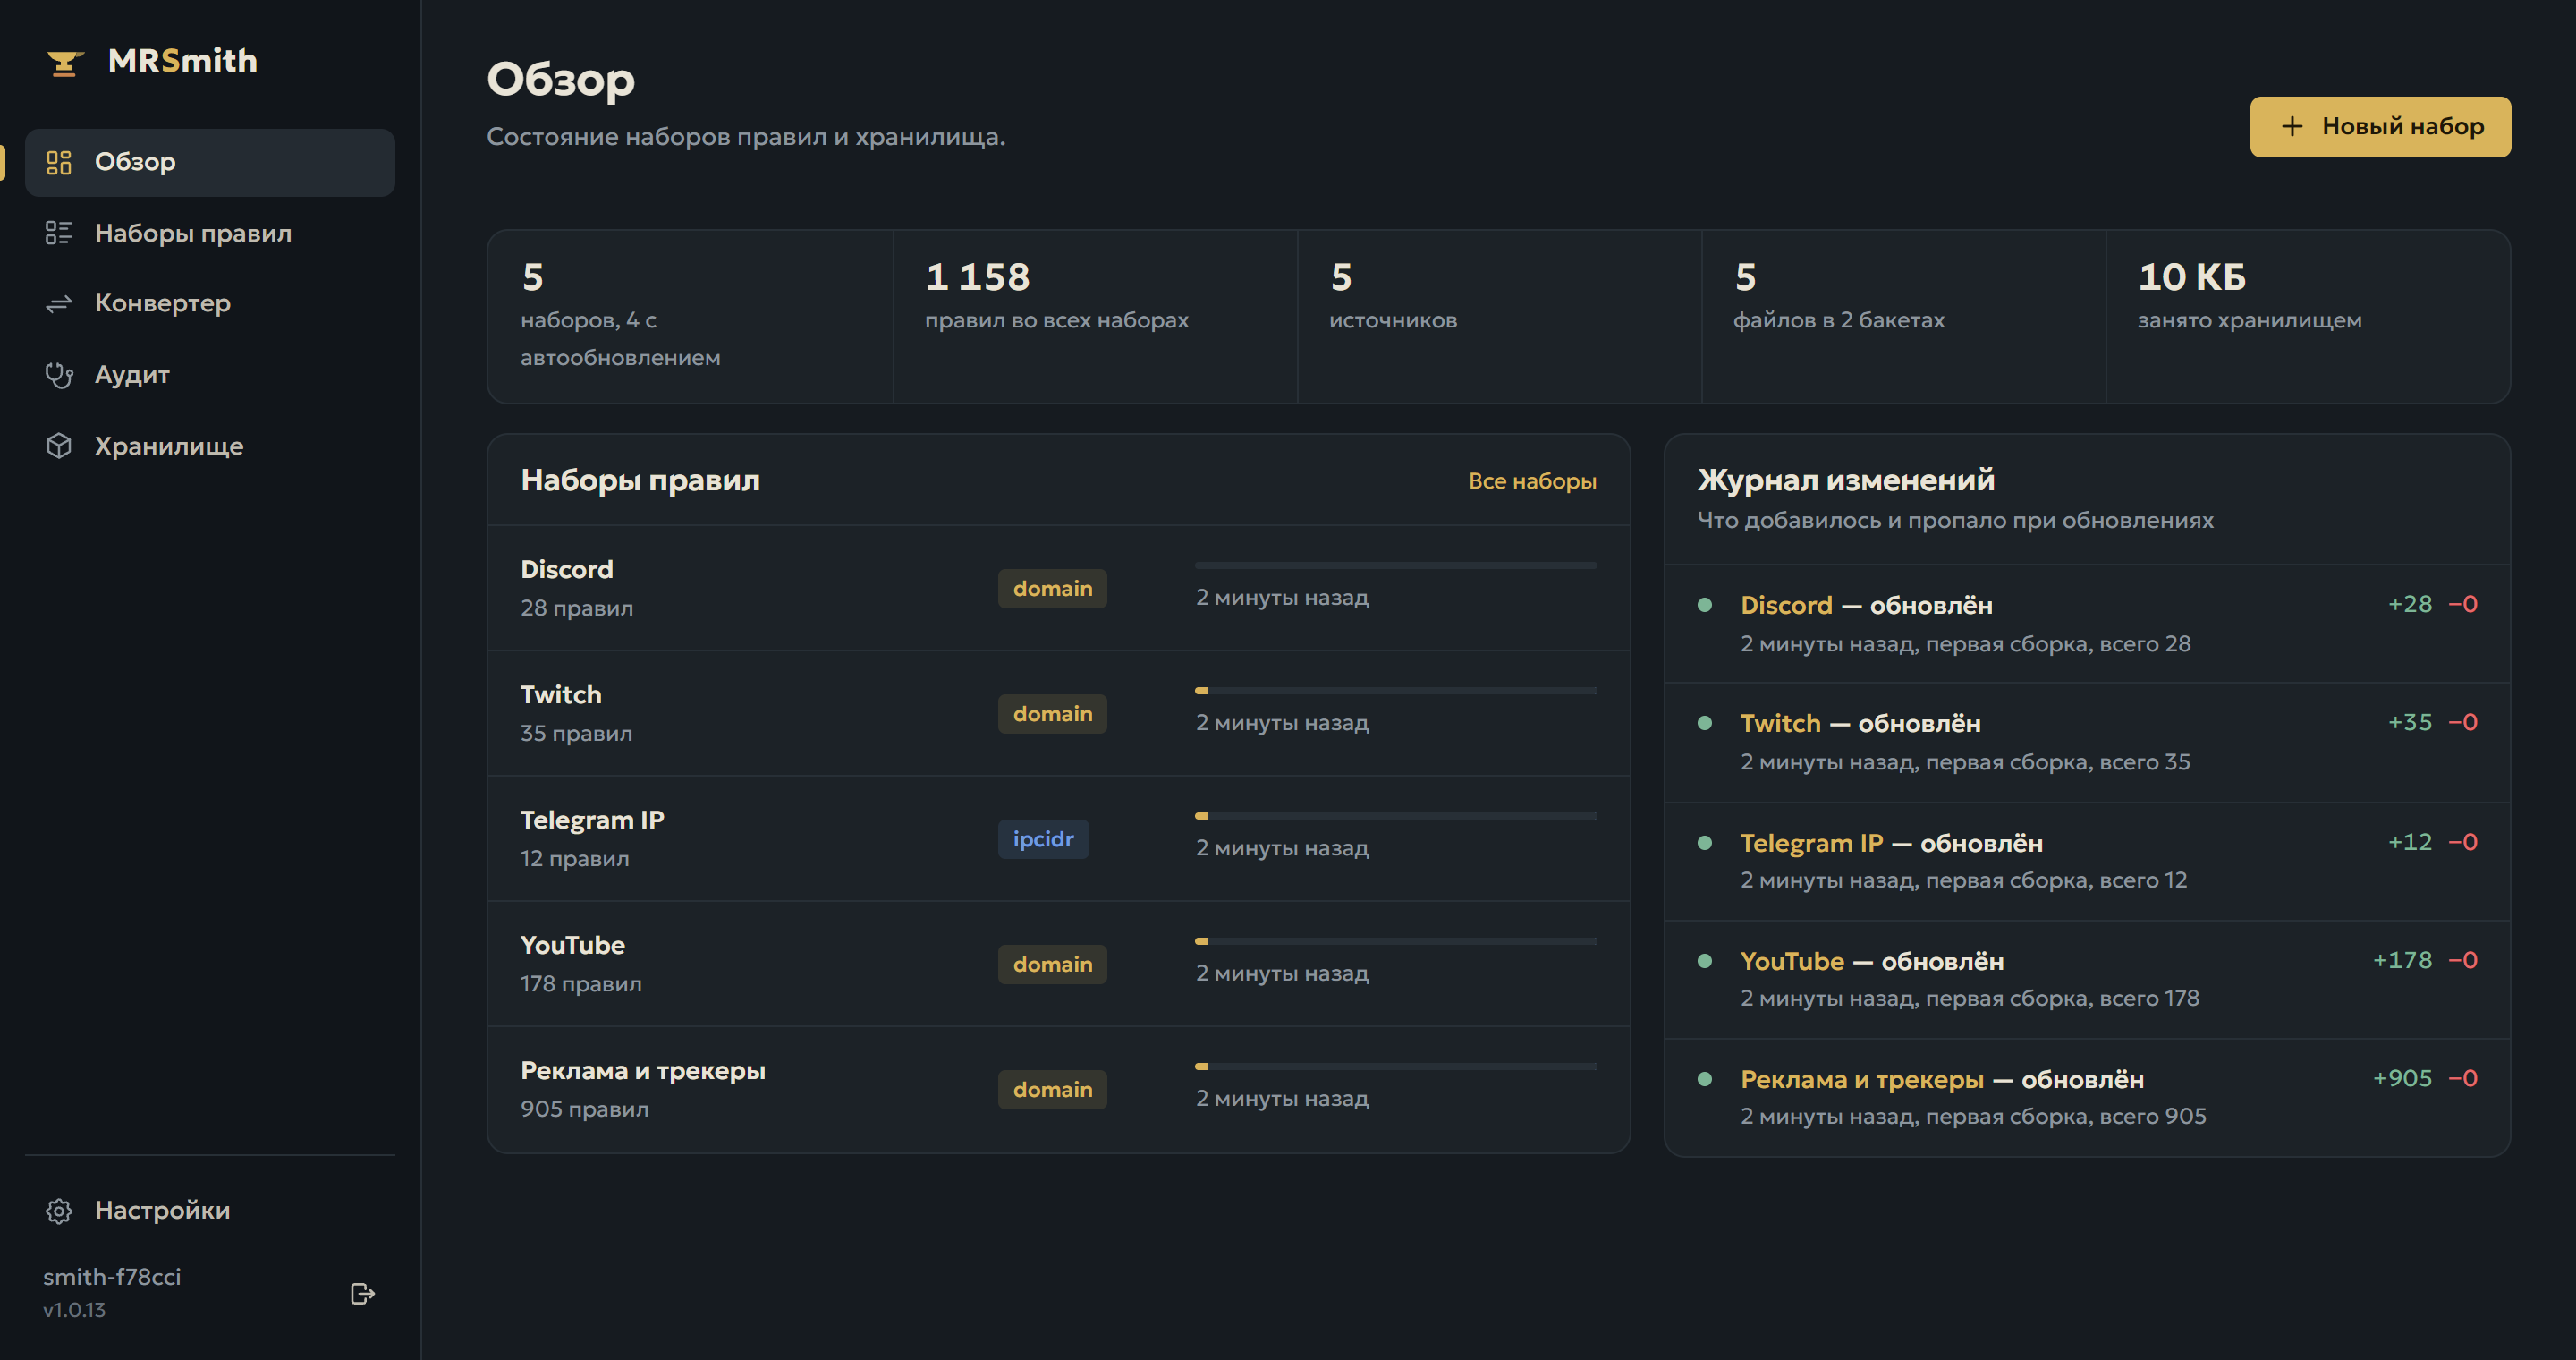 MRSmith
Обзор
Наборы правил
Конвертер
Аудит
Хранилище
Настройки
smith-f78cci
v1.0.13
Обзор
Состояние наборов правил и хранилища.
Новый набор
5
наборов, 4 с
автообновлением
1 158
правил во всех наборах
5
источников
5
файлов в 2 бакетах
10 КБ
занято хранилищем
Наборы правил
Все наборы
Discord
28 правил
domain
2 минуты назад
Twitch
35 правил
domain
2 минуты назад
Telegram IP
12 правил
ipcidr
2 минуты назад
YouTube
178 правил
domain
2 минуты назад
Реклама и трекеры
905 правил
domain
2 минуты назад
Журнал изменений
Что добавилось и пропало при обновлениях
Discord — обновлён
+28 −0
2 минуты назад, первая сборка, всего 28
Twitch — обновлён
+35 −0
2 минуты назад, первая сборка, всего 35
Telegram IP — обновлён
+12 −0
2 минуты назад, первая сборка, всего 12
YouTube — обновлён
+178 −0
2 минуты назад, первая сборка, всего 178
Реклама и трекеры — обновлён
+905 −0
2 минуты назад, первая сборка, всего 905